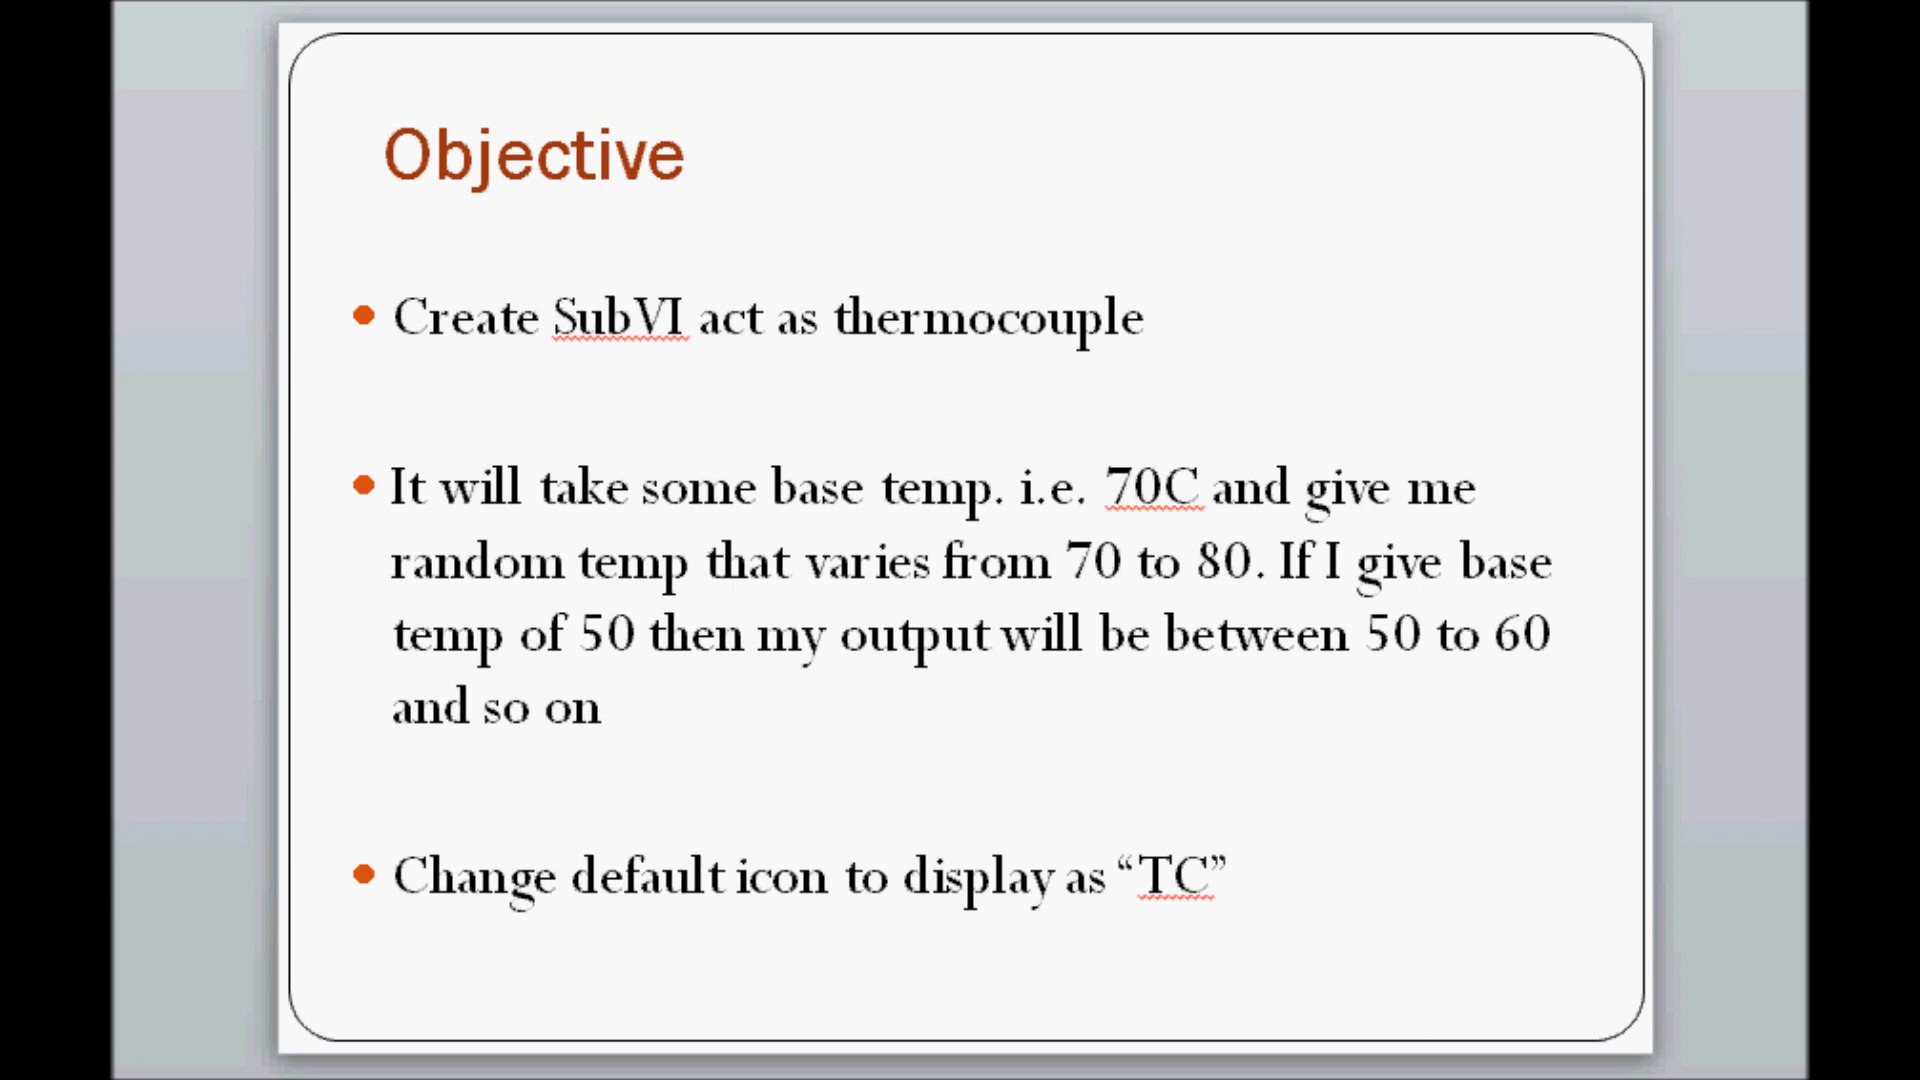 Objective
• Create SubVI act as thermocouple
• It will take some base temp. i.e. 70C and give me
random temp that varies from 70 to 80. If I give base
temp of 50 then my output will be between 50 to 60
and so on
• Change default icon to display as “TC”